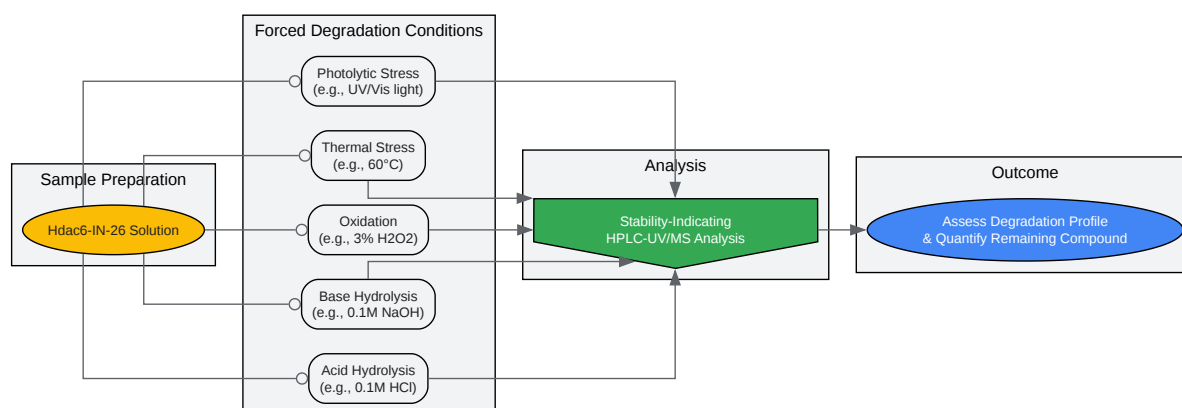 Sample Preparation
Hdac6-IN-26 Solution
Forced Degradation Conditions
Photolytic Stress
(e.g., UV/Vis light)
Thermal Stress
(e.g., 60°C)
Oxidation
(e.g., 3% H2O2)
Base Hydrolysis
(e.g., 0.1M NaOH)
Acid Hydrolysis
(e.g., 0.1M HCl)
Analysis
Stability-Indicating
HPLC-UV/MS Analysis
Outcome
Assess Degradation Profile
& Quantify Remaining Compound